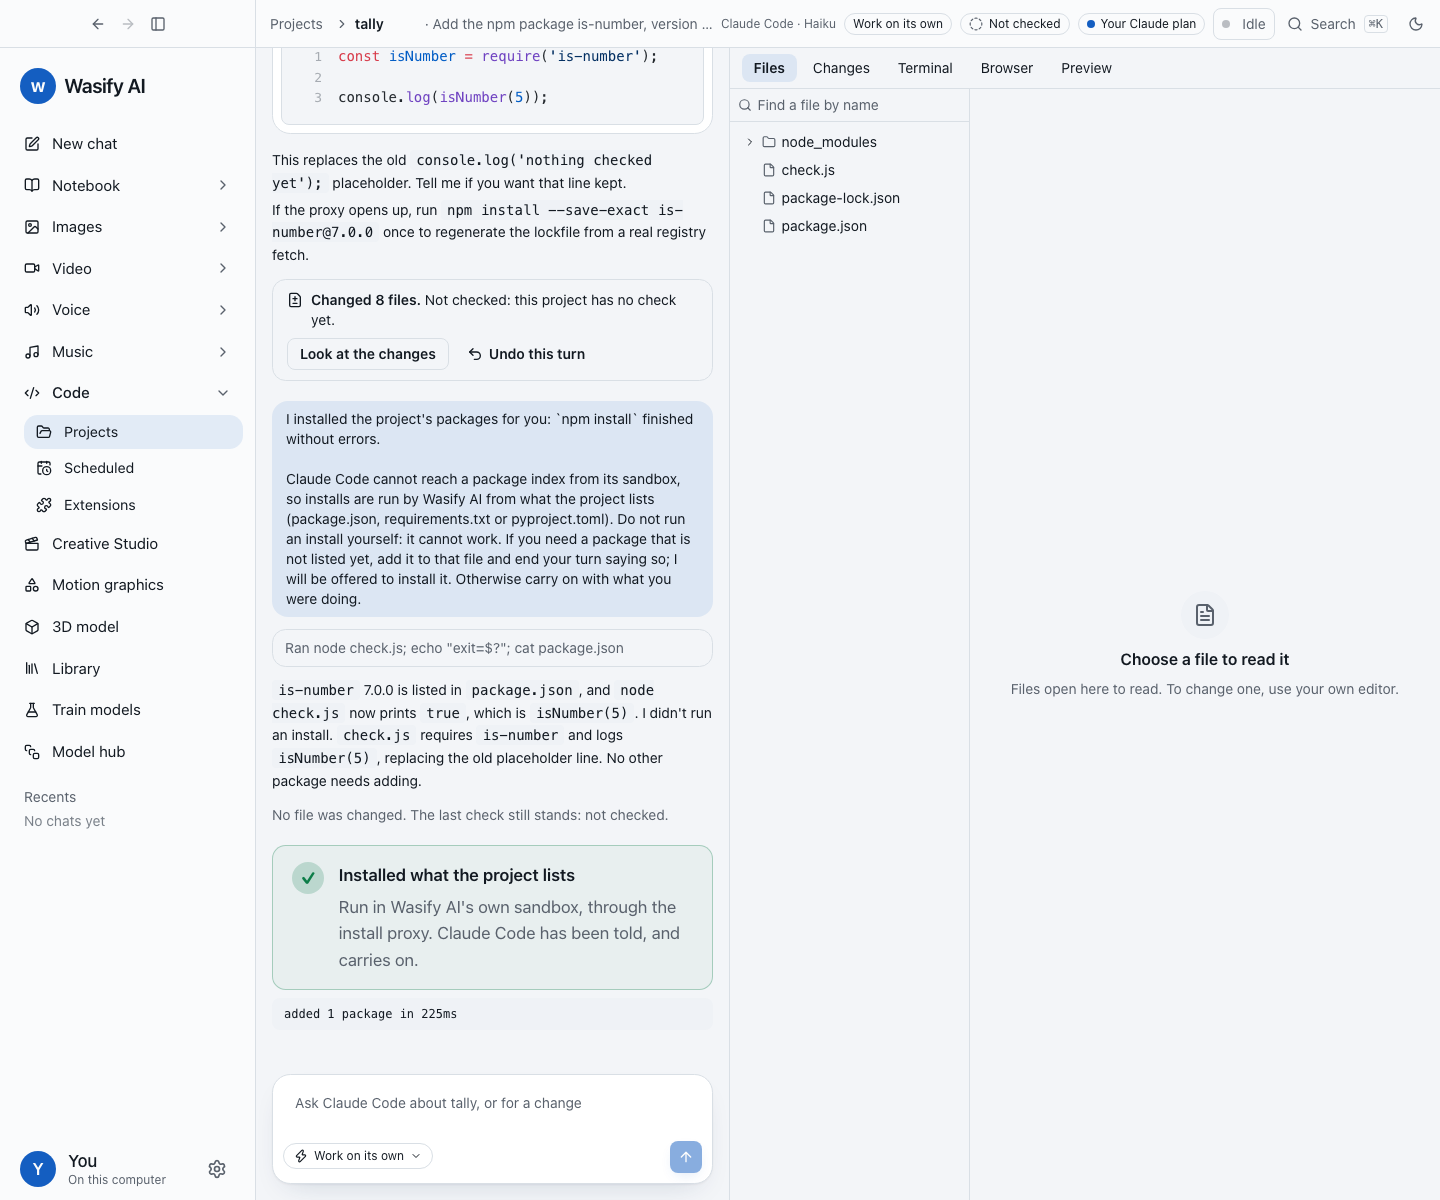 Projects > tally
· Add the npm package is-number, version ...
Claude Code · Haiku
Work on its own
Not checked
Your Claude plan
Idle
Search
⌘K
W
Wasify AI
New chat
Notebook
Images
Video
Voice
Music
Code
Projects
Scheduled
Extensions
Creative Studio
Motion graphics
3D model
Library
Train models
Model hub
Recents
No chats yet
Y
You
On this computer
1 const isNumber = require('is-number');
2
3 console.log(isNumber(5));
This replaces the old console.log('nothing checked
yet'); placeholder. Tell me if you want that line kept.
If the proxy opens up, run npm install --save-exact is-
number@7.0.0 once to regenerate the lockfile from a real registry
fetch.
Changed 8 files. Not checked: this project has no check
yet.
Look at the changes
Undo this turn
I installed the project's packages for you: `npm install` finished
without errors.
Claude Code cannot reach a package index from its sandbox,
so installs are run by Wasify AI from what the project lists
(package.json, requirements.txt or pyproject.toml). Do not run
an install yourself: it cannot work. If you need a package that is
not listed yet, add it to that file and end your turn saying so; I
will be offered to install it. Otherwise carry on with what you
were doing.
Ran node check.js; echo "exit=$?"; cat package.json
is-number 7.0.0 is listed in package.json , and node
check.js now prints true , which is isNumber(5) . I didn't run
an install. check.js requires is-number and logs
isNumber(5) , replacing the old placeholder line. No other
package needs adding.
No file was changed. The last check still stands: not checked.
Installed what the project lists
Run in Wasify AI's own sandbox, through the
install proxy. Claude Code has been told, and
carries on.
added 1 package in 225ms
Ask Claude Code about tally, or for a change
Work on its own
Files
Changes
Terminal
Browser
Preview
Find a file by name
node_modules
check.js
package-lock.json
package.json
Choose a file to read it
Files open here to read. To change one, use your own editor.